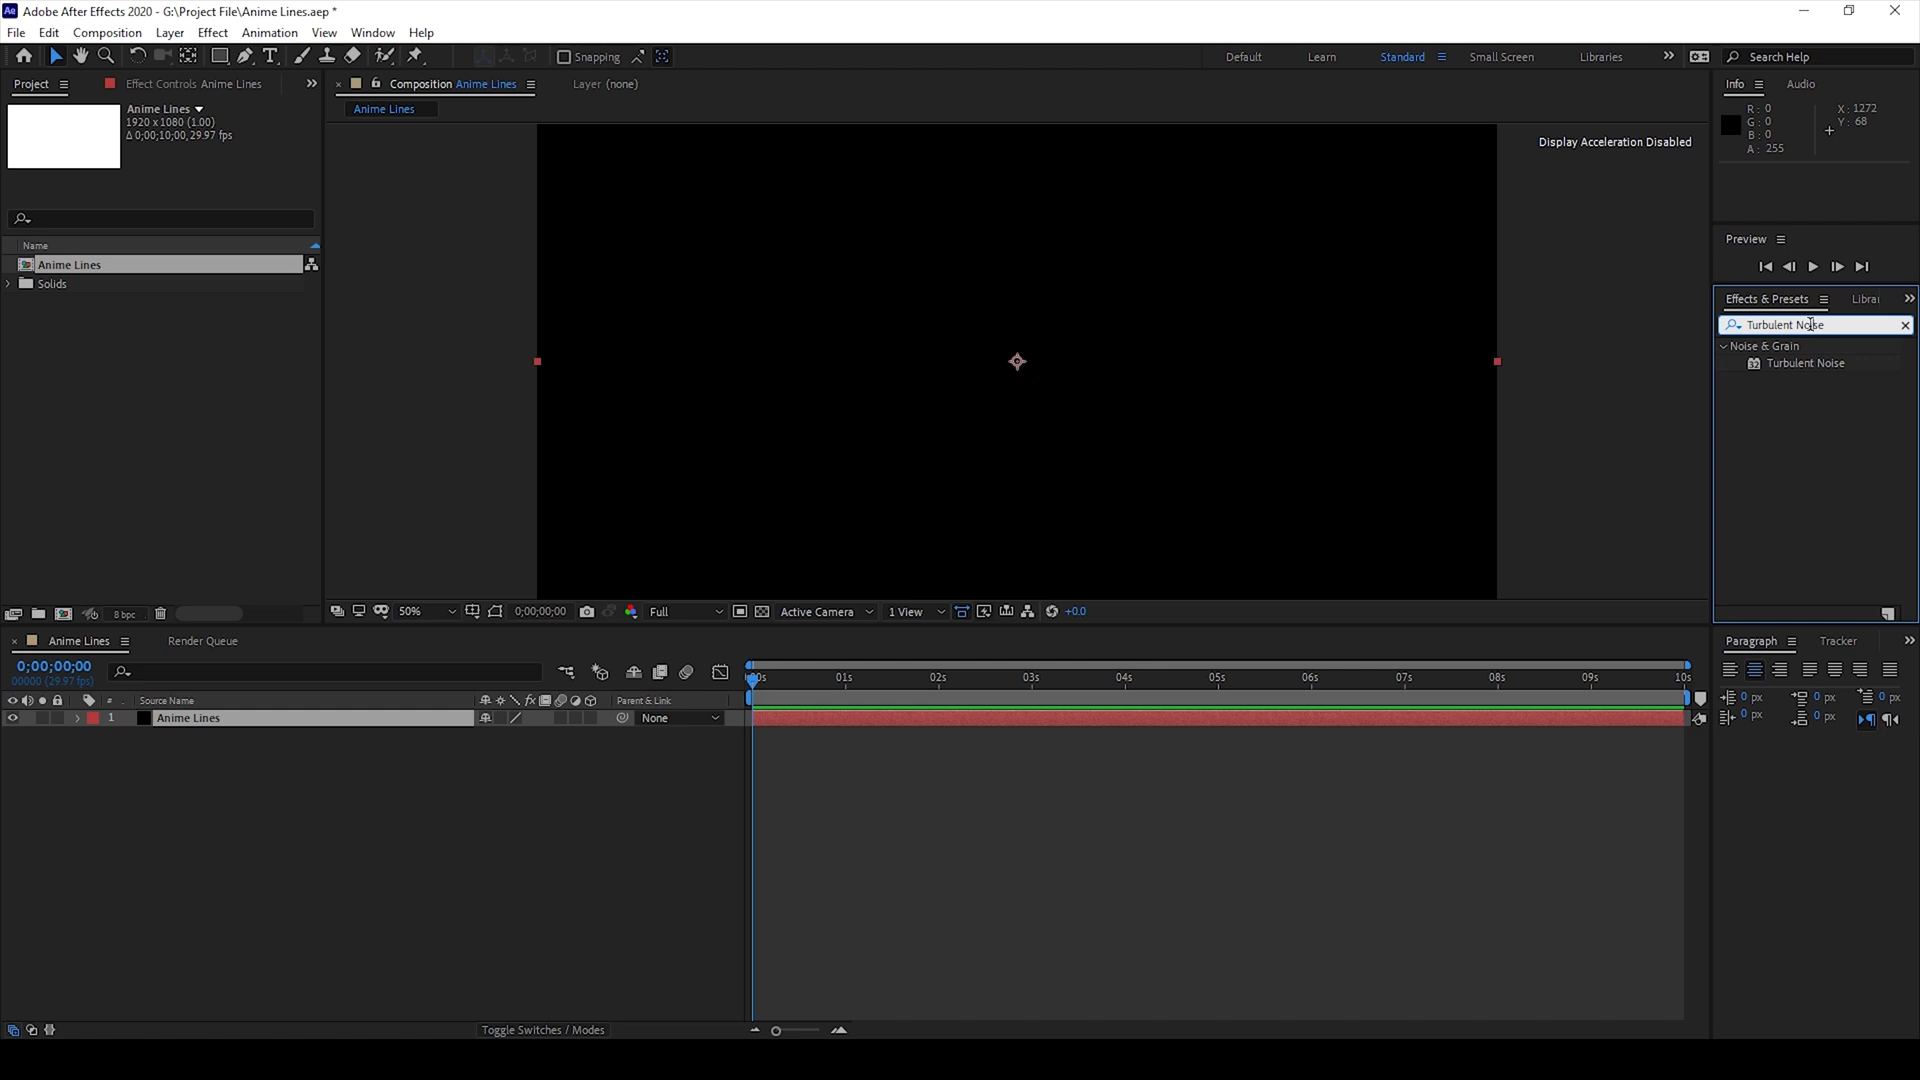 Ae Adobe After Effects 2020 - G:\Project File\Anime Lines.aep *
File Edit Composition Layer Effect Animation View Window Help
Snapping
Default Learn Standard Small Screen Libraries Search Help
Project Effect Controls Anime Lines
Composition Anime Lines Layer (none)
Info Audio
Anime Lines
1920 x 1080 (1.00)
Δ 0;00;10;00, 29.97 fps
Anime Lines
R: 0 X: 1272
G: 0 Y: 68
B: 0
A: 255
Display Acceleration Disabled
Preview
Name
Anime Lines
Solids
Effects & Presets Librai
Turbulent Noise
Noise & Grain
32 Turbulent Noise
8 bpc
50% 0;00;00;00 Full Active Camera 1 View +0.0
Anime Lines Render Queue
Paragraph Tracker
0;00;00;00
00000 (29.97 fps)
:00s 01s 02s 03s 04s 05s 06s 07s 08s 09s 10s
# . Source Name fx Parent & Link
1 Anime Lines None
0 px 0 px 0 px
0 px 0 px
Toggle Switches / Modes